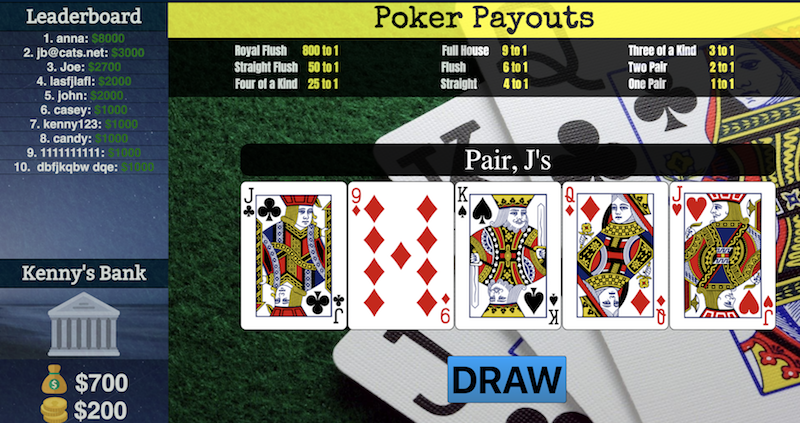 Leaderboard
1. anna: $8000
2. jb@cats.net: $3000
3. Joe: $2700
4. lasfjlafl: $2000
5. john: $2000
6. casey: $1000
7. kenny123: $1000
8. candy: $1000
9. 1111111111: $1000
10. dbfjkqbw dqe: $1000
Kenny's Bank
$700
$200
Poker Payouts
Royal Flush 800 to 1 Full House 9 to 1 Three of a Kind 3 to 1
Straight Flush 50 to 1 Flush 6 to 1 Two Pair 2 to 1
Four of a Kind 25 to 1 Straight 4 to 1 One Pair 1 to 1
Pair, J's
J 9 K Q J
J 9 K Q J
DRAW